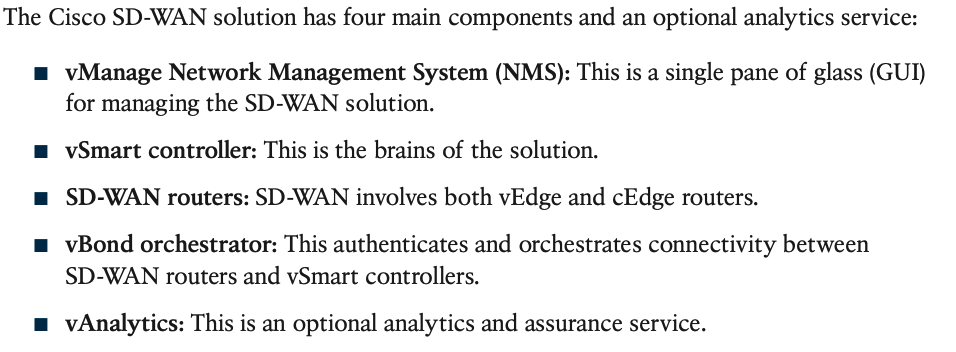 The Cisco SD-WAN solution has four main components and an optional analytics service:
■ vManage Network Management System (NMS): This is a single pane of glass (GUI)
for managing the SD-WAN solution.
■ vSmart controller: This is the brains of the solution.
■ SD-WAN routers: SD-WAN involves both vEdge and cEdge routers.
■ vBond orchestrator: This authenticates and orchestrates connectivity between
SD-WAN routers and vSmart controllers.
■ vAnalytics: This is an optional analytics and assurance service.